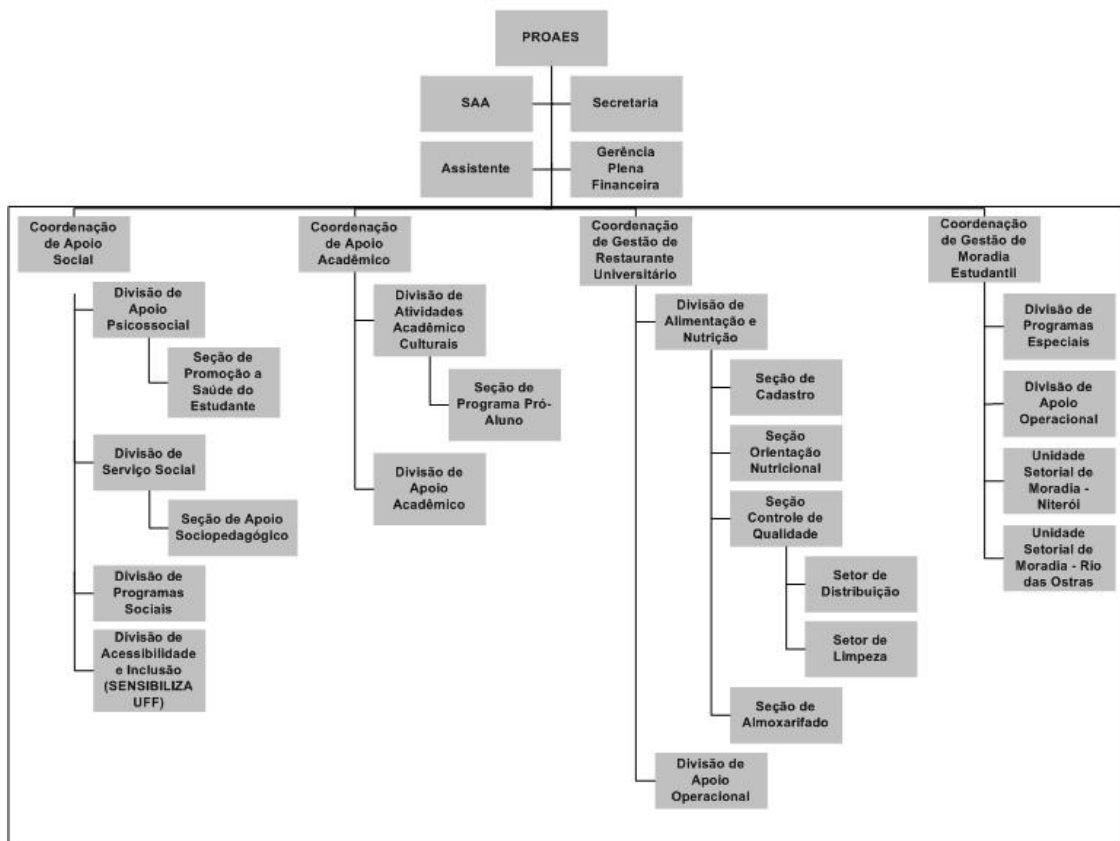 PROAES
SAA
Secretaria
Assistente
Gerência
Plena
Financeira
Coordenação
de Apoio
Social
Divisão de
Apoio
Psicossocial
Seção de
Promoção a
Saúde do
Estudante
Divisão de
Serviço Social
Seção de Apoio
Sociopedagógico
Divisão de
Programas
Sociais
Divisão de
Acessibilidade
e Inclusão
(SENSIBILIZA
UFF)
Coordenação
de Apoio
Acadêmico
Divisão de
Atividades
Acadêmico
Culturais
Seção de
Programa Pró-
Aluno
Divisão de
Apoio
Acadêmico
Coordenação
de Gestão de
Restaurante
Universitário
Divisão de
Alimentação e
Nutrição
Seção de
Cadastro
Seção
Orientação
Nutricional
Seção
Controle de
Qualidade
Setor de
Distribuição
Setor de
Limpeza
Seção de
Almoxarifado
Divisão de
Apoio
Operacional
Coordenação
de Gestão de
Moradia
Estudantil
Divisão de
Programas
Especiais
Divisão de
Apoio
Operacional
Unidade
Setorial de
Moradia -
Niterói
Unidade
Setorial de
Moradia - Rio
das Ostras